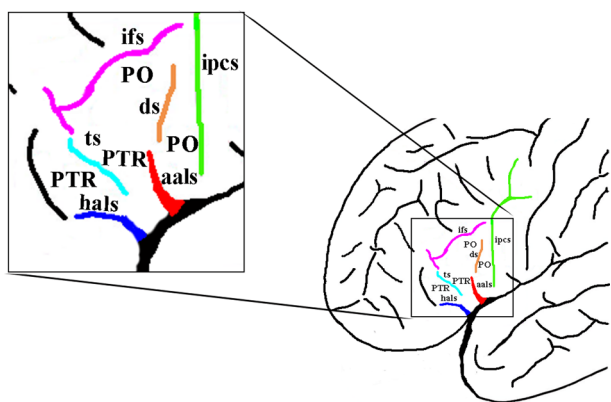 ifs
PO
ipcs
ds
ts
PO
PTR
PTR
aals
hals
ifs
PO
ipcs
ds
PO
ts
PTR
PTR
aals
hals